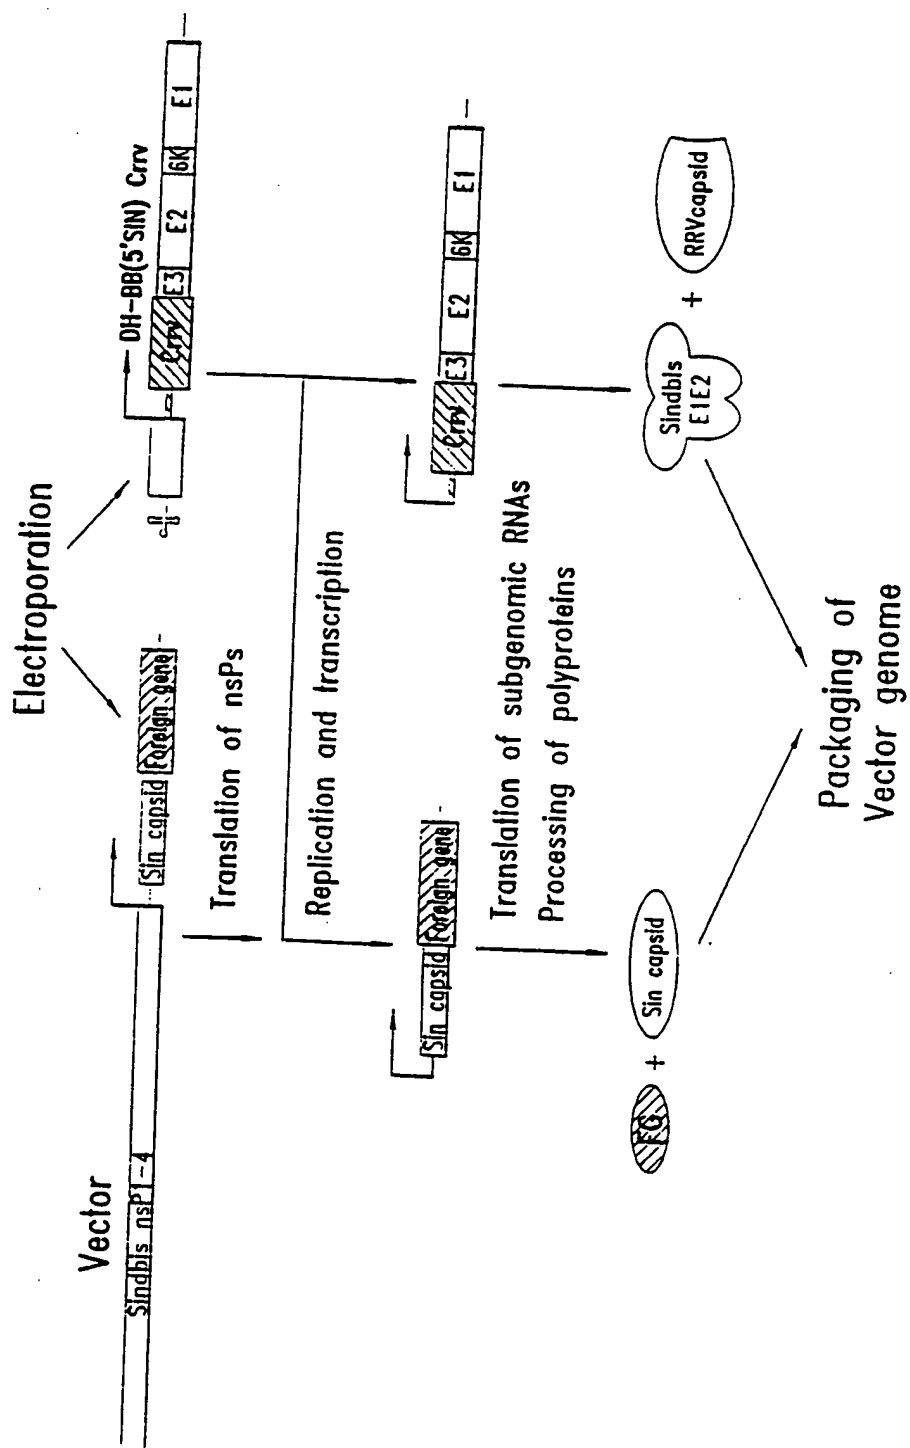 Electroporation
Vector
DH-BB(5'SIN) Crrv
Sindbis nsP1-4
Sin capsid
Foreign gene
Crrv
E3
E2
6K
E1
Translation of nsPs
Replication and transcription
Sin capsid
Foreign gene
Crrv
E3
E2
6K
E1
Translation of subgenomic RNAs
Processing of polyproteins
FG
+
Sin capsid
Sindbis
E1E2
+
RRVcapsid
Packaging of
Vector genome